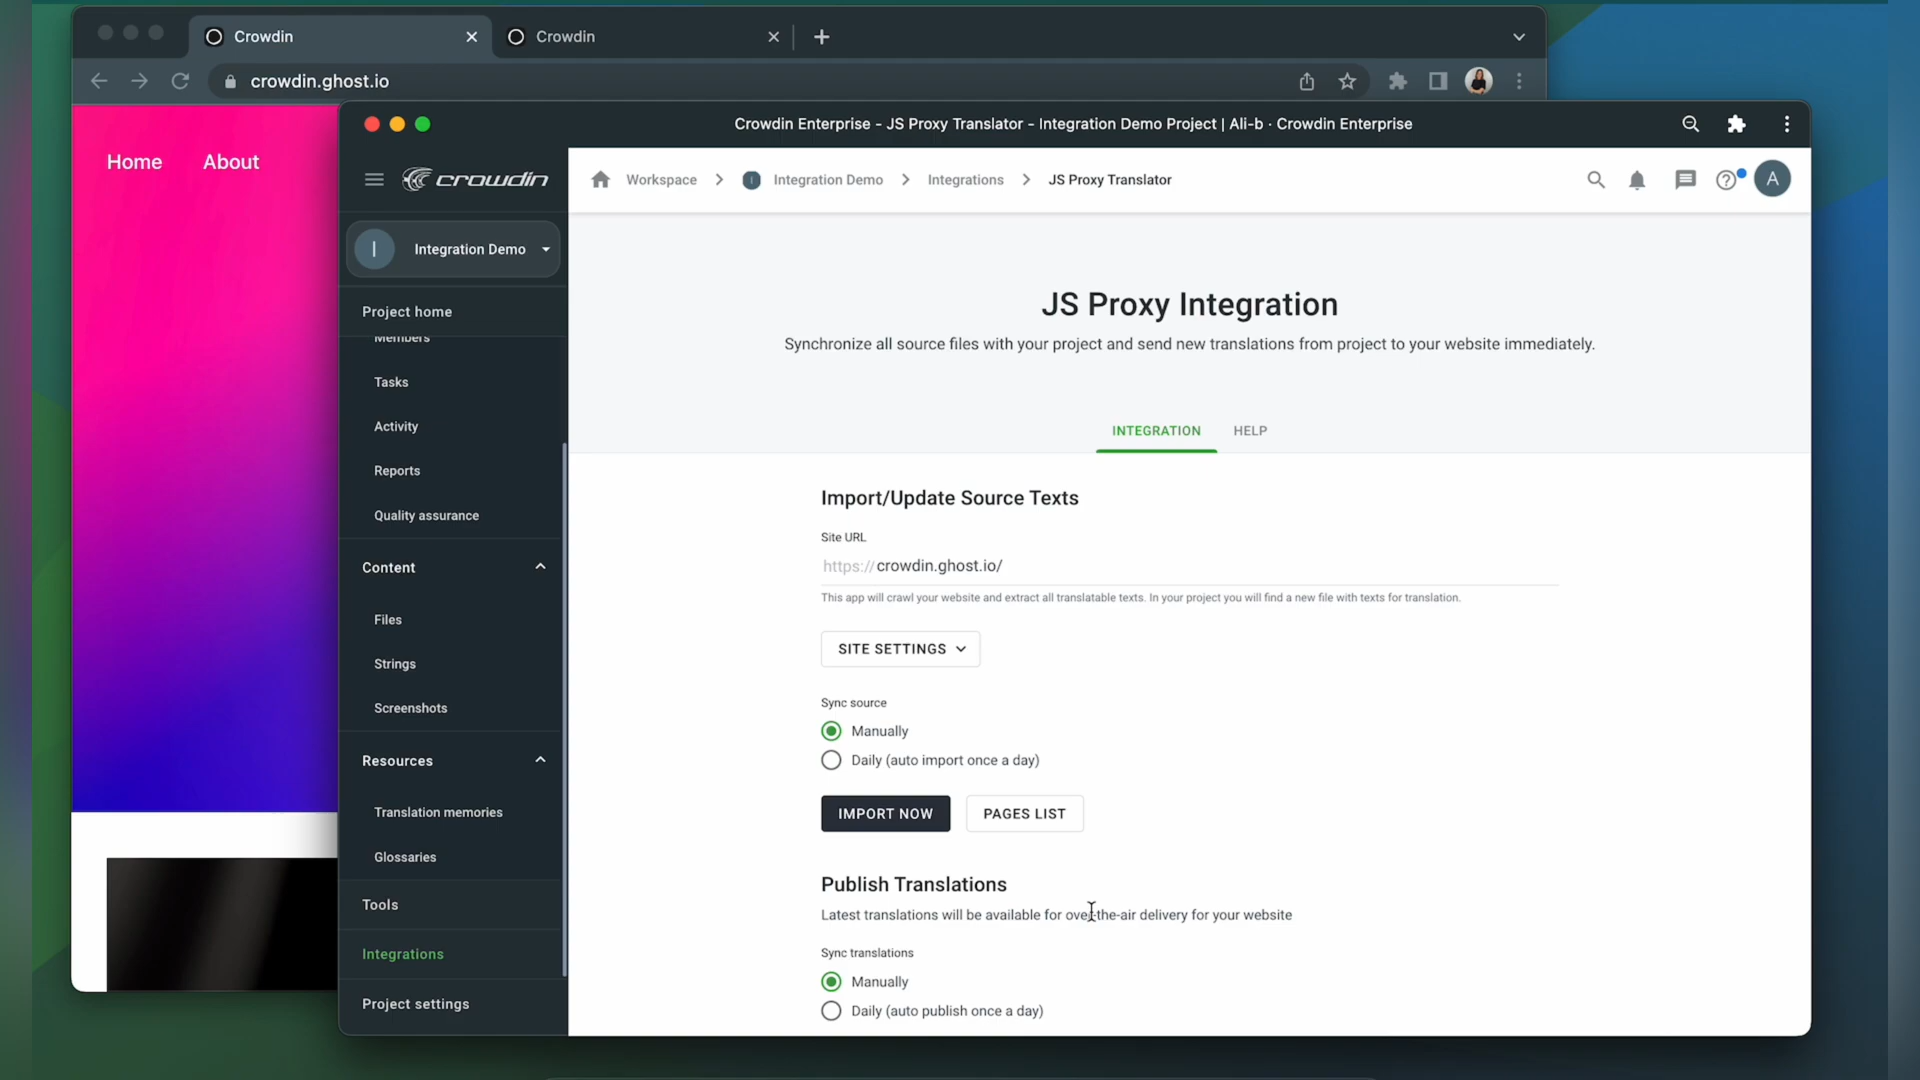 Crowdin
Crowdin
crowdin.ghost.io
Home About
Crowdin Enterprise - JS Proxy Translator - Integration Demo Project | Ali-b · Crowdin Enterprise
crowdin
Workspace Integration Demo Integrations JS Proxy Translator
A
I Integration Demo
Project home
Members
Tasks
Activity
Reports
Quality assurance
Content
Files
Strings
Screenshots
Resources
Translation memories
Glossaries
Tools
Integrations
Project settings
JS Proxy Integration
Synchronize all source files with your project and send new translations from project to your website immediately.
INTEGRATION HELP
Import/Update Source Texts
Site URL
https:// crowdin.ghost.io/
This app will crawl your website and extract all translatable texts. In your project you will find a new file with texts for translation.
SITE SETTINGS
Sync source
Manually
Daily (auto import once a day)
IMPORT NOW PAGES LIST
Publish Translations
Latest translations will be available for over-the-air delivery for your website
Sync translations
Manually
Daily (auto publish once a day)